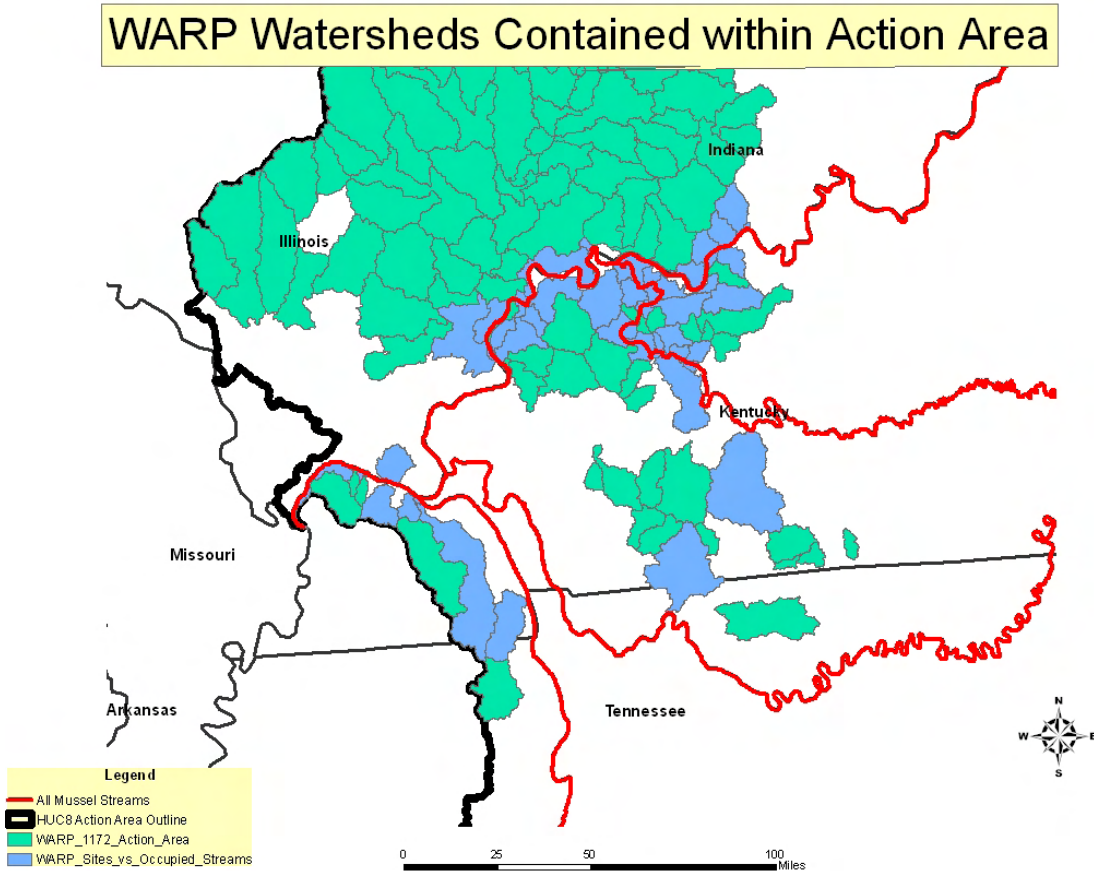 WARP Watersheds Contained within Action Area
Indiana
Illinois
Kentucky
Missouri
Arkansas
Tennessee
N
W E
S
Legend
All Mussel Streams
HUC8 Action Area Outline
WARP_1172_Action_Area
WARP_Sites_vs_Occupied_Streams
0 25 50 100
Miles